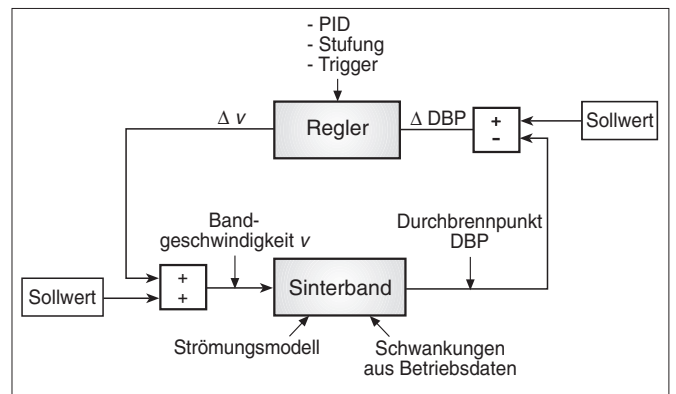 - PID
- Stufung
- Trigger
Δ v
Regler
Δ DBP
+
-
Sollwert
Band-
geschwindigkeit v
Durchbrennpunkt
DBP
Sollwert
+
+
Sinterband
Strömungsmodell
Schwankungen
aus Betriebsdaten